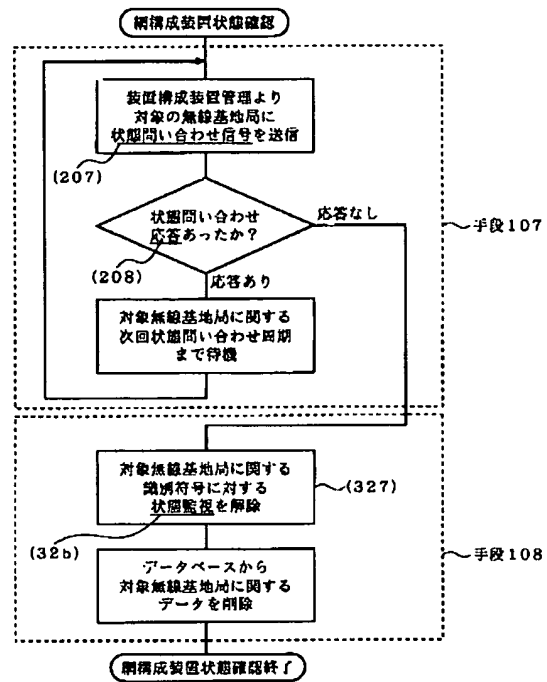 網構成装置状態確認
装置構成装置管理より
対象の無線基地局に
状態問い合わせ信号を送信
(207)
状態問い合わせ
応答あったか？
応答なし
手段107
(208)
応答あり
対象無線基地局に関する
次回状態問い合わせ周期
まで待機
対象無線基地局に関する
識別符号に対する
状態監視を解除
(327)
(32b)
データベースから
対象無線基地局に関する
データを削除
手段108
網構成装置状態確認終了